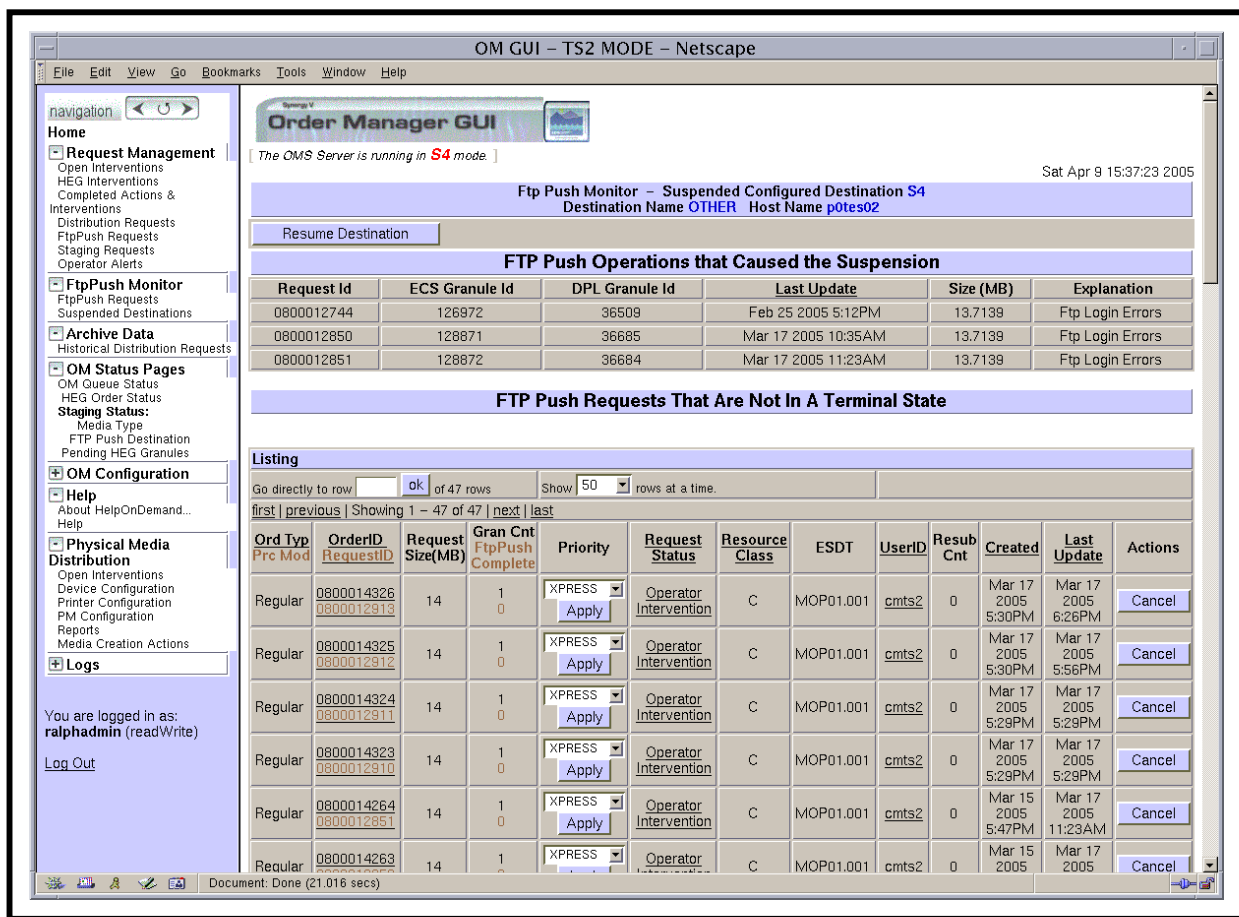 OM GUI – TS2 MODE – Netscape
File Edit View Go Bookmarks Tools Window Help
navigation
Home
Request Management
Open Interventions
HEG Interventions
Completed Actions &
Interventions
Distribution Requests
FtpPush Requests
Staging Requests
Operator Alerts
FtpPush Monitor
FtpPush Requests
Suspended Destinations
Archive Data
Historical Distribution Requests
OM Status Pages
OM Queue Status
HEG Order Status
Staging Status:
Media Type
FTP Push Destination
Pending HEG Granules
OM Configuration
Help
About HelpOnDemand...
Help
Physical Media
Distribution
Open Interventions
Device Configuration
Printer Configuration
PM Configuration
Reports
Media Creation Actions
Logs
You are logged in as:
ralphadmin (readWrite)
Log Out
Synergy V
Order Manager GUI
[ The OMS Server is running in S4 mode. ]
Sat Apr 9 15:37:23 2005
Ftp Push Monitor – Suspended Configured Destination S4
Destination Name OTHER Host Name p0tes02
Resume Destination
FTP Push Operations that Caused the Suspension
Request Id ECS Granule Id DPL Granule Id Last Update Size (MB) Explanation
0800012744 126972 36509 Feb 25 2005 5:12PM 13.7139 Ftp Login Errors
0800012850 128871 36685 Mar 17 2005 10:35AM 13.7139 Ftp Login Errors
0800012851 128872 36684 Mar 17 2005 11:23AM 13.7139 Ftp Login Errors
FTP Push Requests That Are Not In A Terminal State
Listing
Go directly to row ok of 47 rows Show 50 rows at a time.
first | previous | Showing 1 – 47 of 47 | next | last
Ord Typ Prc Mod OrderID RequestID Request Size(MB) Gran Cnt FtpPush Complete Priority Request Status Resource Class ESDT UserID Resub Cnt Created Last Update Actions
Regular 0800014326 0800012913 14 1 0 XPRESS Apply Operator Intervention C MOP01.001 cmts2 0 Mar 17 2005 5:30PM Mar 17 2005 6:26PM Cancel
Regular 0800014325 0800012912 14 1 0 XPRESS Apply Operator Intervention C MOP01.001 cmts2 0 Mar 17 2005 5:30PM Mar 17 2005 5:56PM Cancel
Regular 0800014324 0800012911 14 1 0 XPRESS Apply Operator Intervention C MOP01.001 cmts2 0 Mar 17 2005 5:29PM Mar 17 2005 5:29PM Cancel
Regular 0800014323 0800012910 14 1 0 XPRESS Apply Operator Intervention C MOP01.001 cmts2 0 Mar 17 2005 5:29PM Mar 17 2005 5:29PM Cancel
Regular 0800014264 0800012851 14 1 0 XPRESS Apply Operator Intervention C MOP01.001 cmts2 0 Mar 15 2005 5:47PM Mar 17 2005 11:23AM Cancel
Regular 0800014263 14 1 0 XPRESS Operator C MOP01.001 cmts2 0 Mar 15 2005 Mar 17 2005 Cancel
Document: Done (21.016 secs)